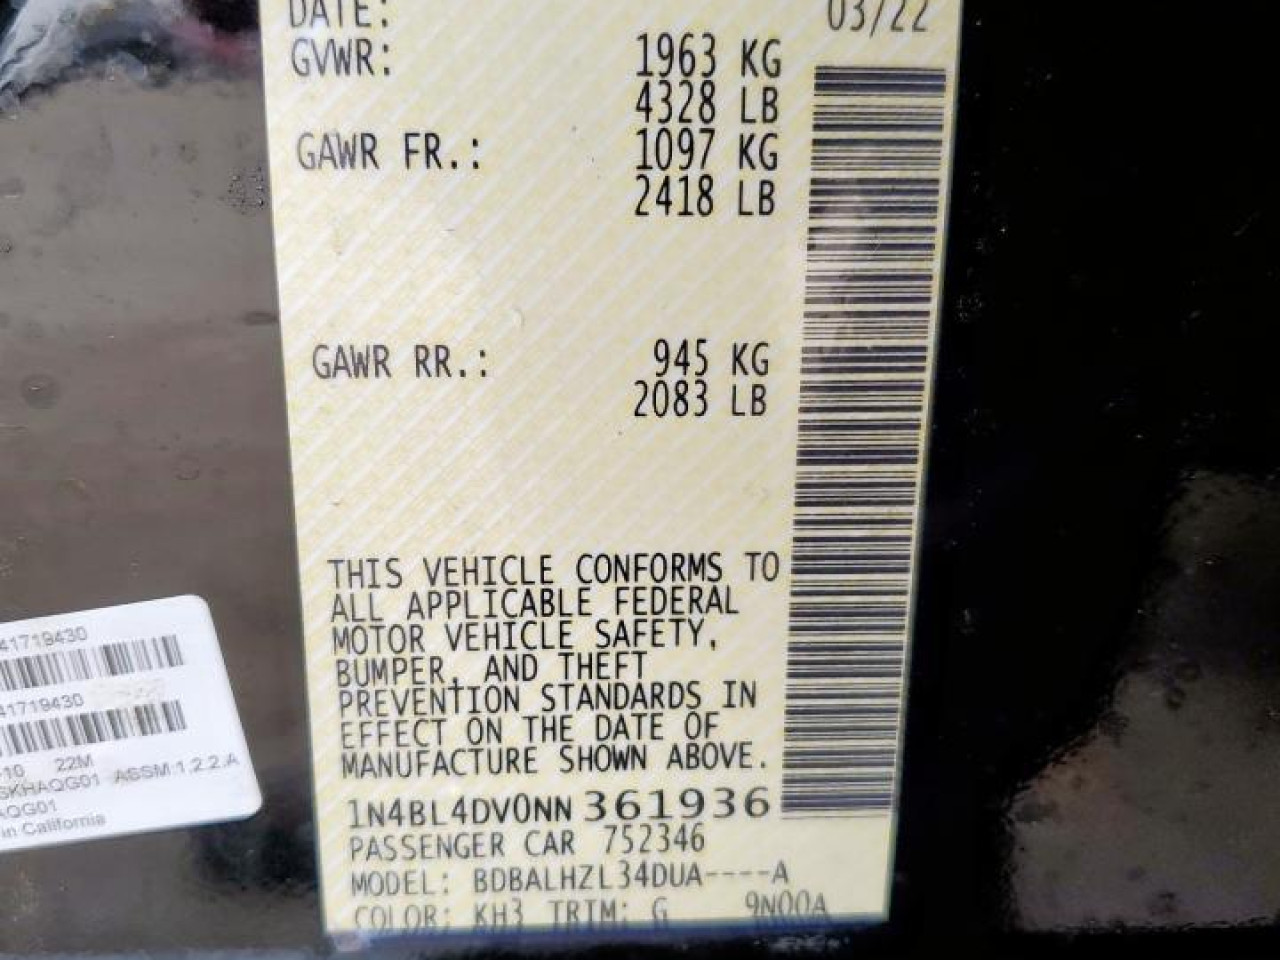 DATE: 03/22
GVWR: 1963 KG
4328 LB
GAWR FR.: 1097 KG
2418 LB
GAWR RR.: 945 KG
2083 LB
THIS VEHICLE CONFORMS TO
ALL APPLICABLE FEDERAL
MOTOR VEHICLE SAFETY,
BUMPER, AND THEFT
PREVENTION STANDARDS IN
EFFECT ON THE DATE OF
MANUFACTURE SHOWN ABOVE.
1N4BL4DV0NN361936
PASSENGER CAR 752346
MODEL: BDBALHZL34DUA----A
COLOR: KH3 TRIM: G 9N00A
41719430
41719430
-10 22M
SKHAQG01 ASSM:1,2.2.A
AQG01
in California